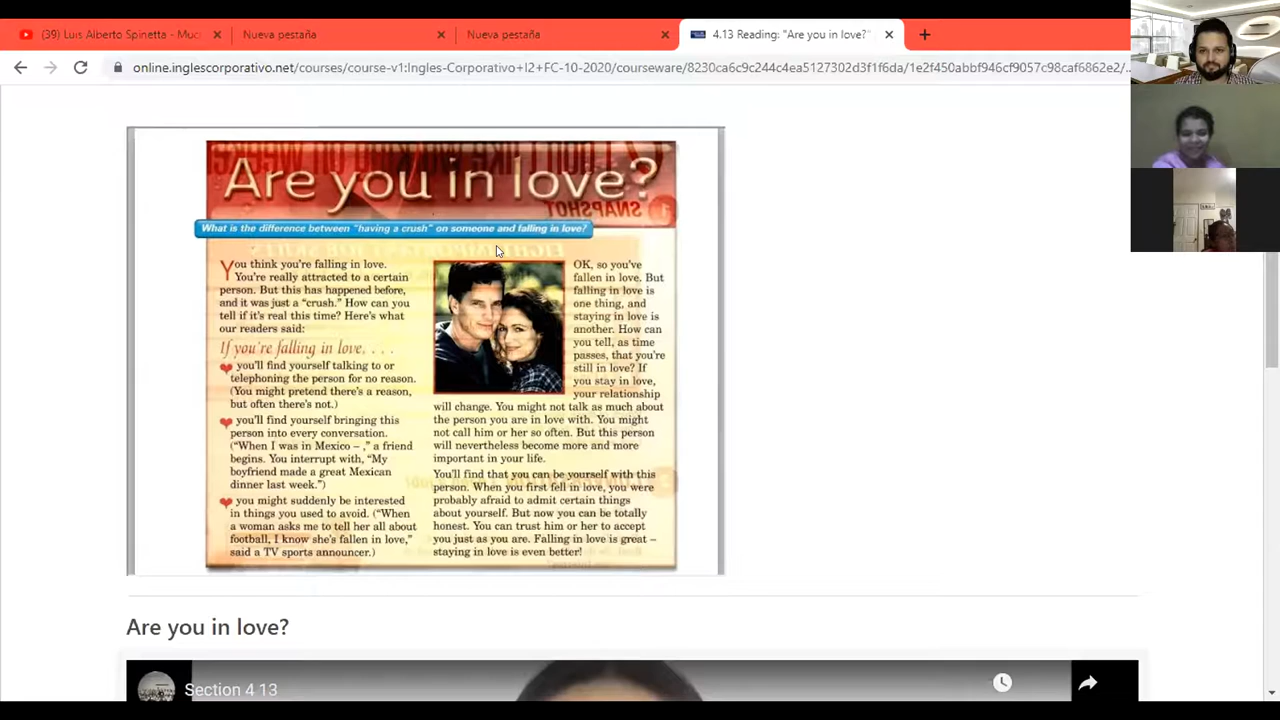 (39) Luis Alberto Spinetta - Muc
Nueva pestaña
Nueva pestaña
4.13 Reading: "Are you in love?"
online.inglescorporativo.net/courses/course-v1:Ingles-Corporativo+I2+FC-10-2020/courseware/8230ca6c9c244c4ea5127302d3f1f6da/1e2f450abbf946cf9057c98caf6862e2/...
Are you in love?
SNAPSHOT
What is the difference between "having a crush" on someone and falling in love?
You think you're falling in love.
You're really attracted to a certain
person. But this has happened before,
and it was just a "crush." How can you
tell if it's real this time? Here's what
our readers said:
If you're falling in love, . . .
you'll find yourself talking to or
telephoning the person for no reason.
(You might pretend there's a reason,
but often there's not.)
you'll find yourself bringing this
person into every conversation.
("When I was in Mexico – ," a friend
begins. You interrupt with, "My
boyfriend made a great Mexican
dinner last week.")
you might suddenly be interested
in things you used to avoid. ("When
a woman asks me to tell her all about
football, I know she's fallen in love,"
said a TV sports announcer.)
OK, so you've
fallen in love. But
falling in love is
one thing, and
staying in love is
another. How can
you tell, as time
passes, that you're
still in love? If
you stay in love,
your relationship
will change. You might not talk as much about
the person you are in love with. You might
not call him or her so often. But this person
will nevertheless become more and more
important in your life.
You'll find that you can be yourself with this
person. When you first fell in love, you were
probably afraid to admit certain things
about yourself. But now you can be totally
honest. You can trust him or her to accept
you just as you are. Falling in love is great –
staying in love is even better!
Are you in love?
Section 4 13